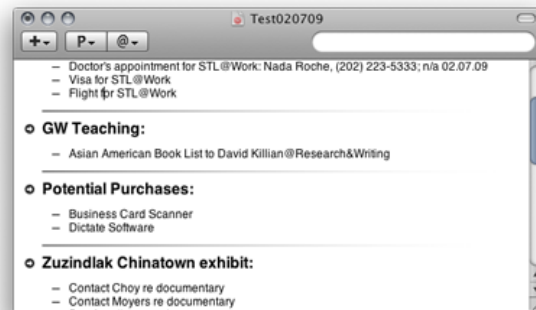 Test020709
P
@
– Doctor's appointment for STL@Work: Nada Roche, (202) 223-5333; n/a 02.07.09
– Visa for STL@Work
– Flight for STL@Work
GW Teaching:
– Asian American Book List to David Killian@Research&Writing
Potential Purchases:
– Business Card Scanner
– Dictate Software
Zuzindlak Chinatown exhibit:
– Contact Choy re documentary
– Contact Moyers re documentary